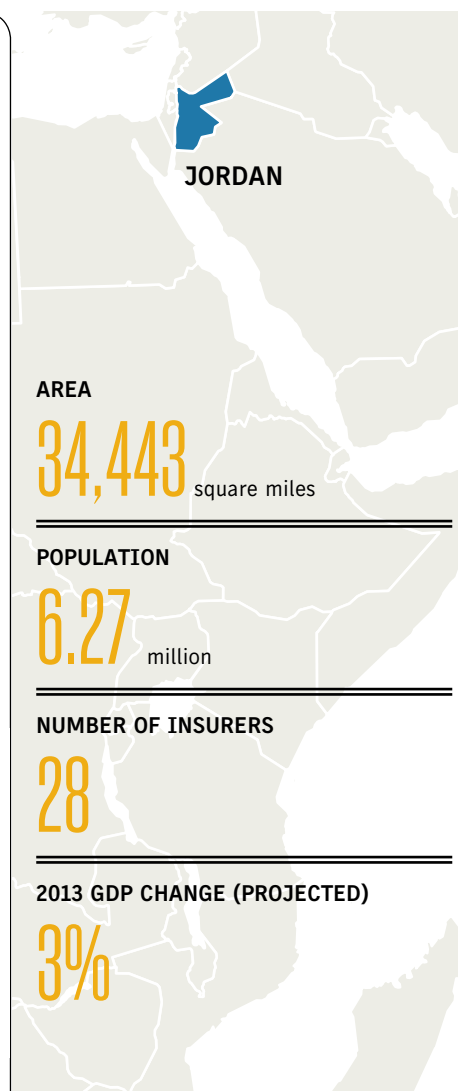 JORDAN
AREA
34,443 square miles
POPULATION
6.27 million
NUMBER OF INSURERS
28
2013 GDP CHANGE (PROJECTED)
3%